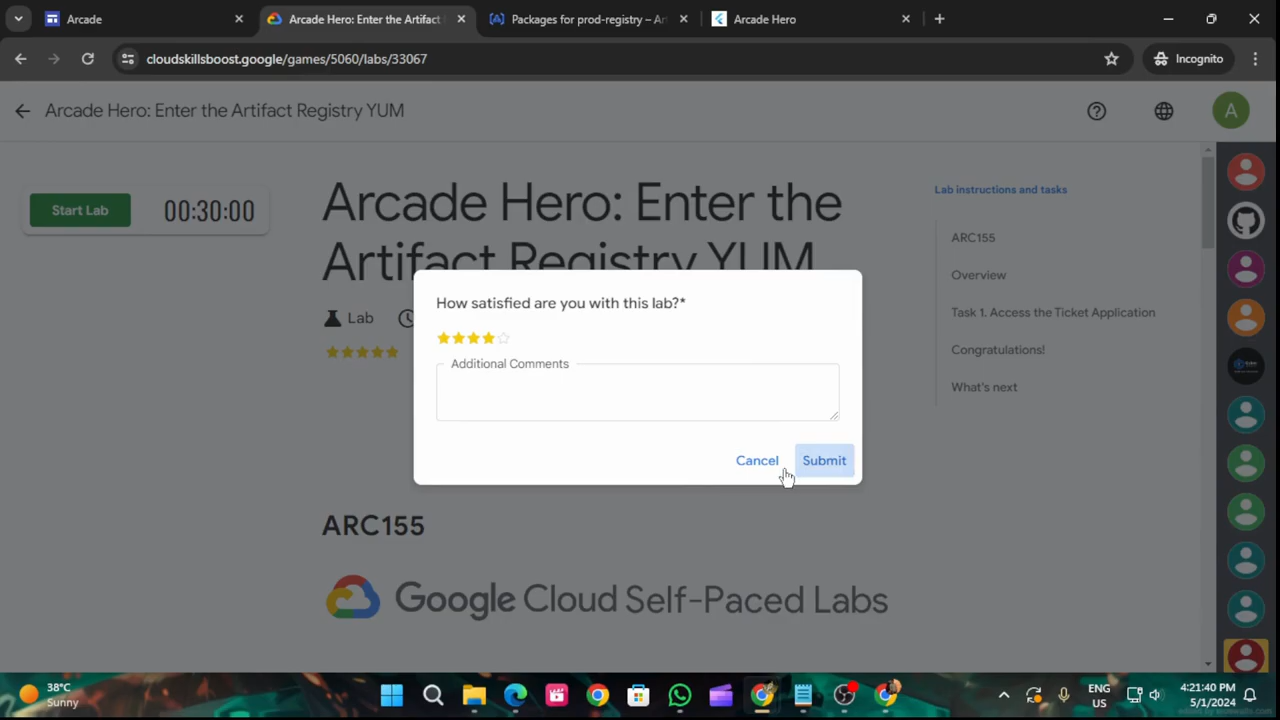 Arcade
Arcade Hero: Enter the Artifact
Packages for prod-registry – Ar
Arcade Hero
cloudskillsboost.google/games/5060/labs/33067
Incognito
Arcade Hero: Enter the Artifact Registry YUM
A
Start Lab
00:30:00
Arcade Hero: Enter the
Artifact Registry YUM
Lab
Lab instructions and tasks
ARC155
Overview
Task 1. Access the Ticket Application
Congratulations!
What's next
How satisfied are you with this lab?*
Additional Comments
Cancel
Submit
ARC155
Google Cloud Self-Paced Labs
38°C
Sunny
ENG
US
4:21:40 PM
5/1/2024